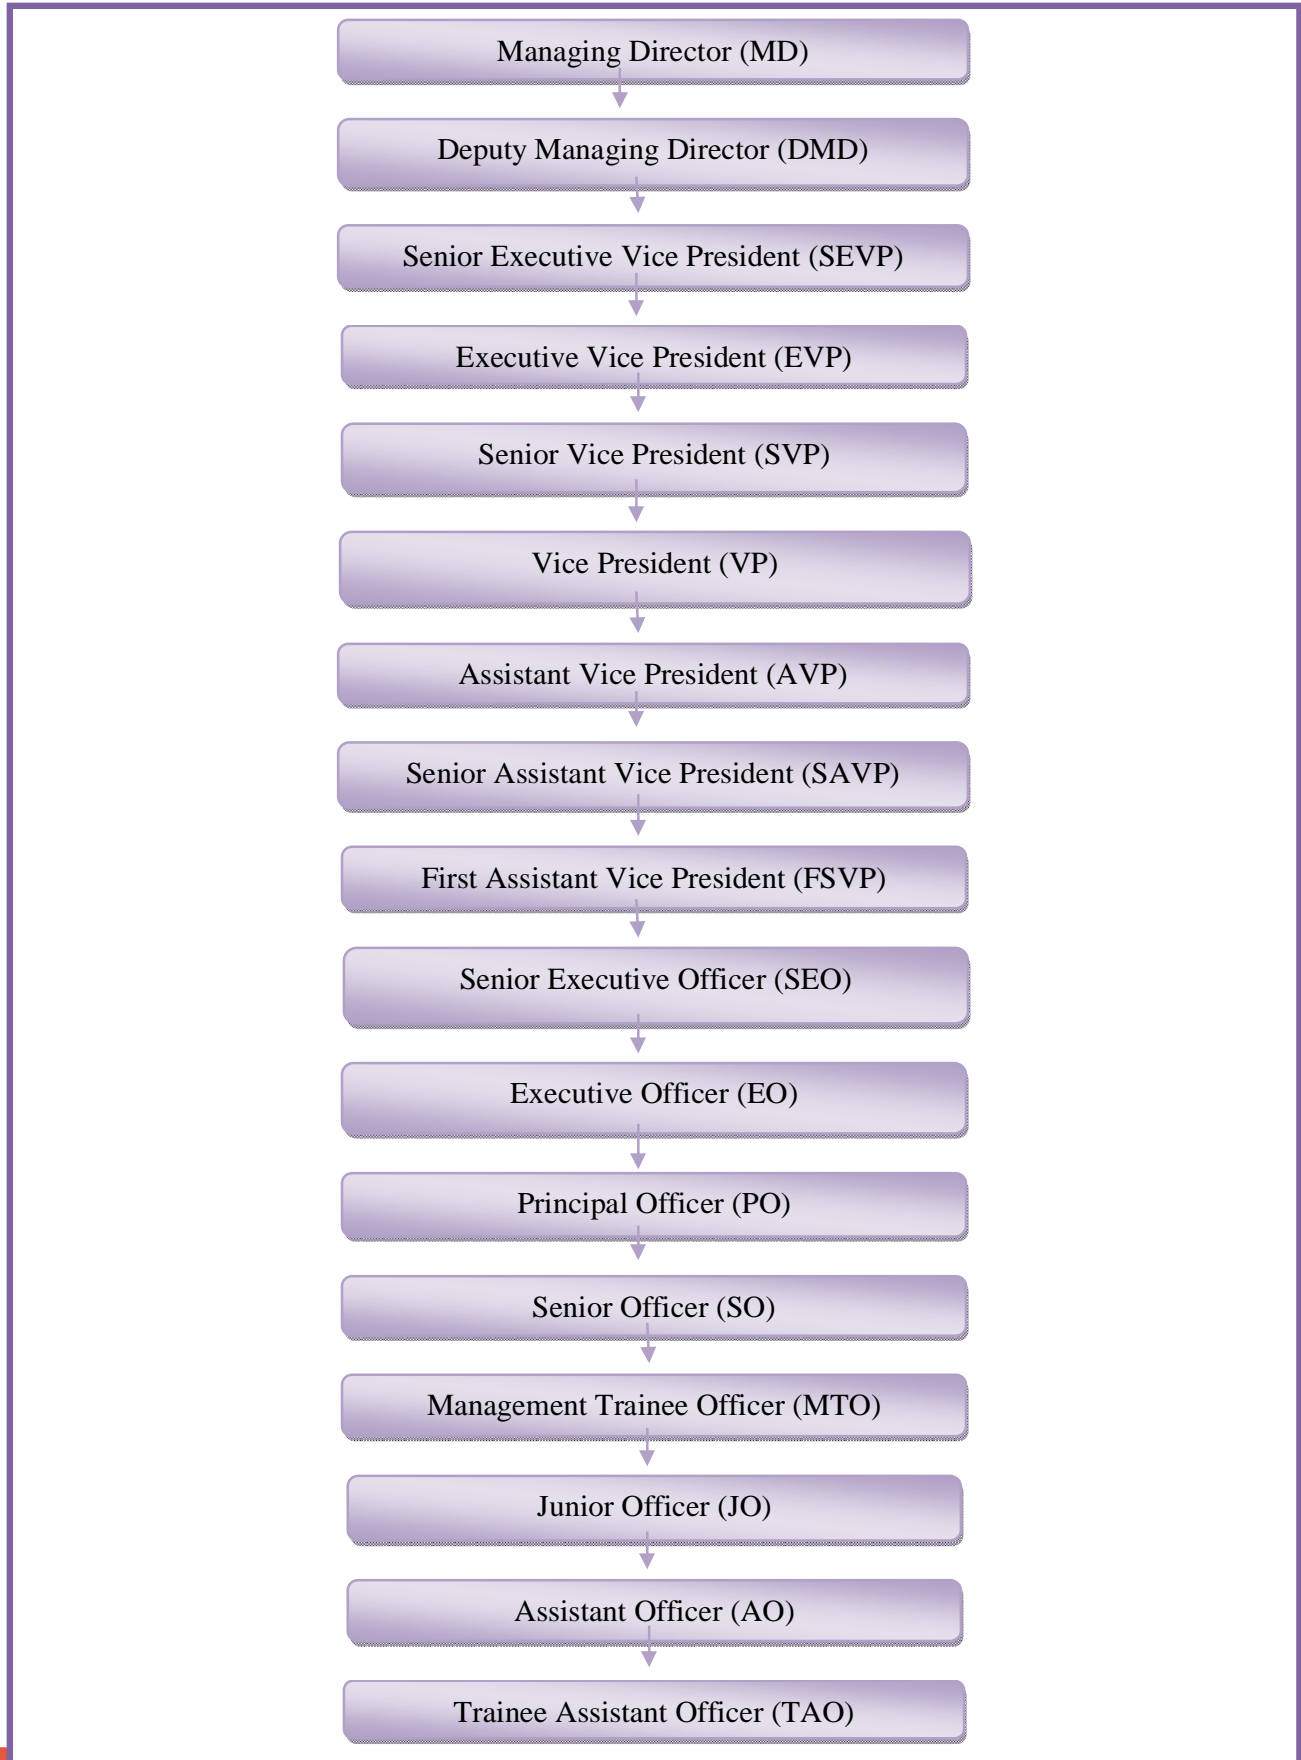 Managing Director (MD)
Deputy Managing Director (DMD)
Senior Executive Vice President (SEVP)
Executive Vice President (EVP)
Senior Vice President (SVP)
Vice President (VP)
Assistant Vice President (AVP)
Senior Assistant Vice President (SAVP)
First Assistant Vice President (FSVP)
Senior Executive Officer (SEO)
Executive Officer (EO)
Principal Officer (PO)
Senior Officer (SO)
Management Trainee Officer (MTO)
Junior Officer (JO)
Assistant Officer (AO)
Trainee Assistant Officer (TAO)